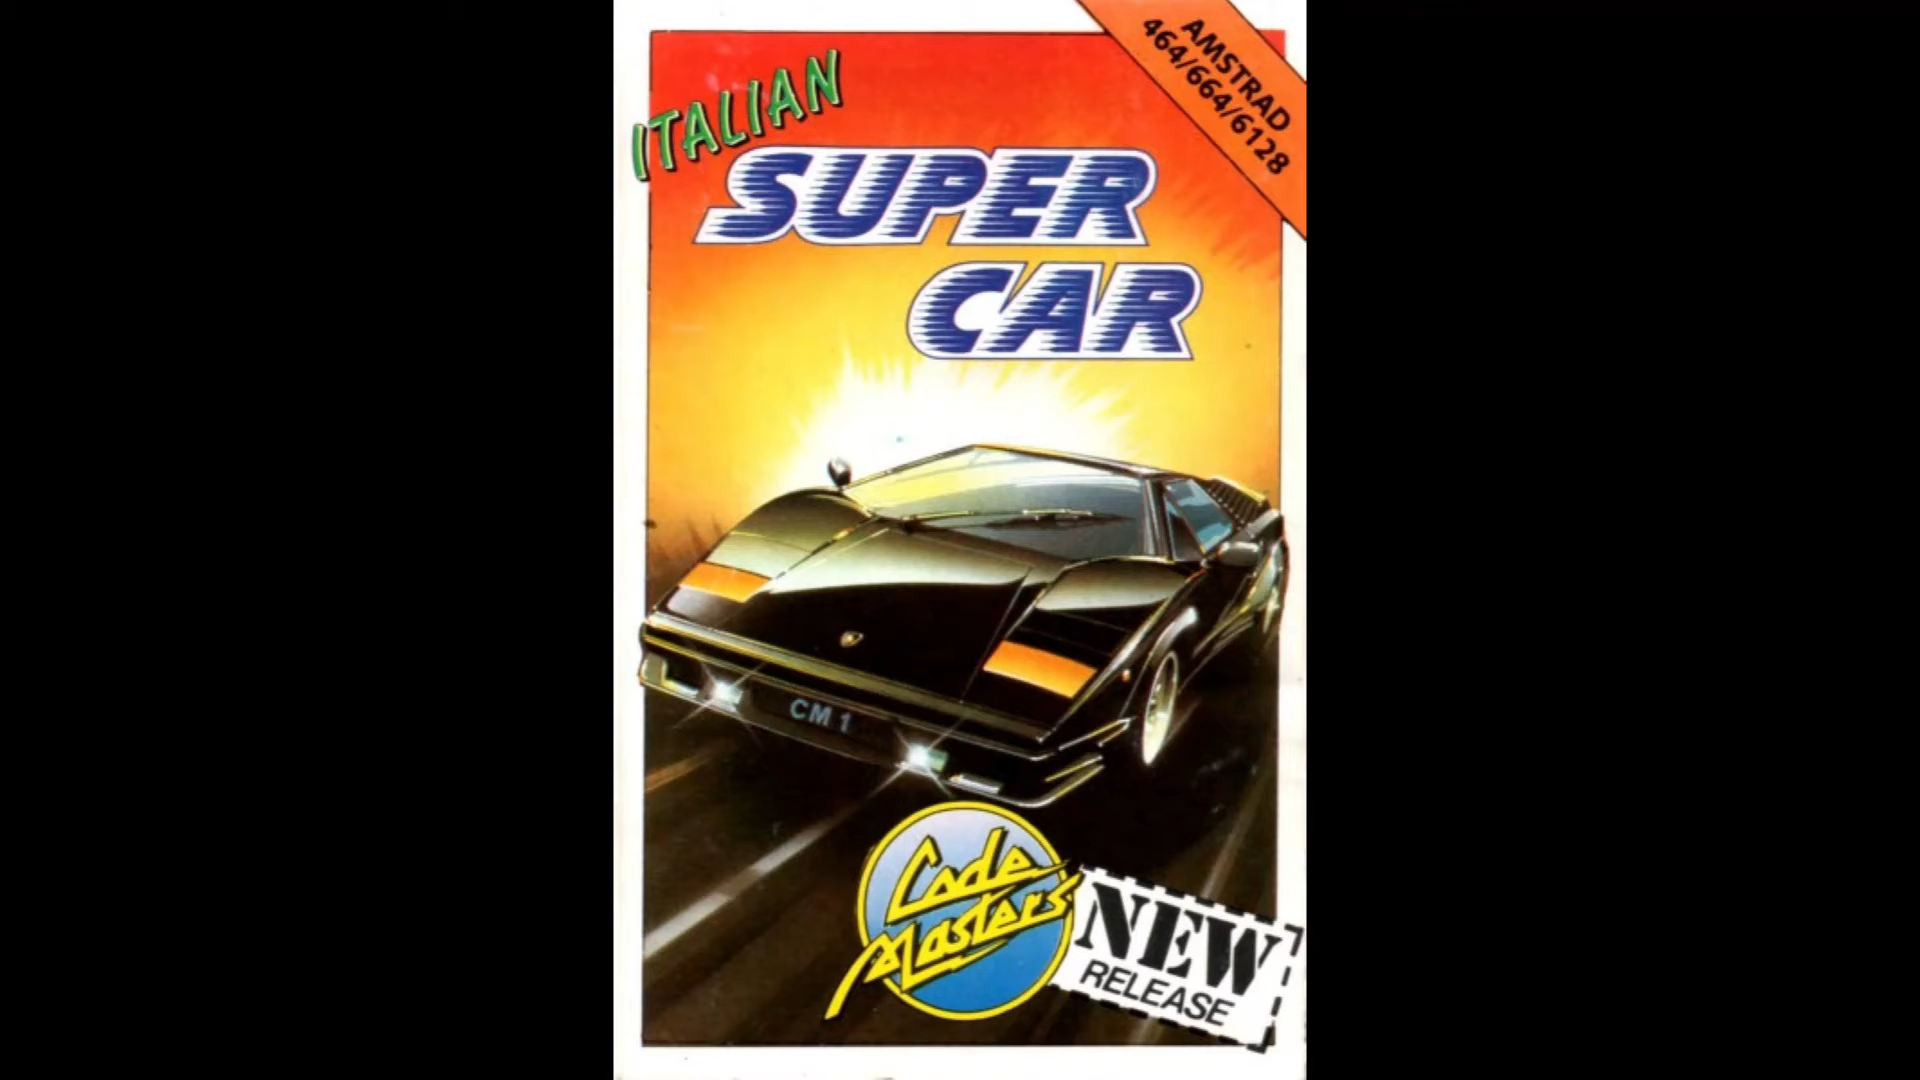 ITALIAN
SUPER
CAR
AMSTRAD
464/664/6128
CM 1
Code
Masters
NEW
RELEASE